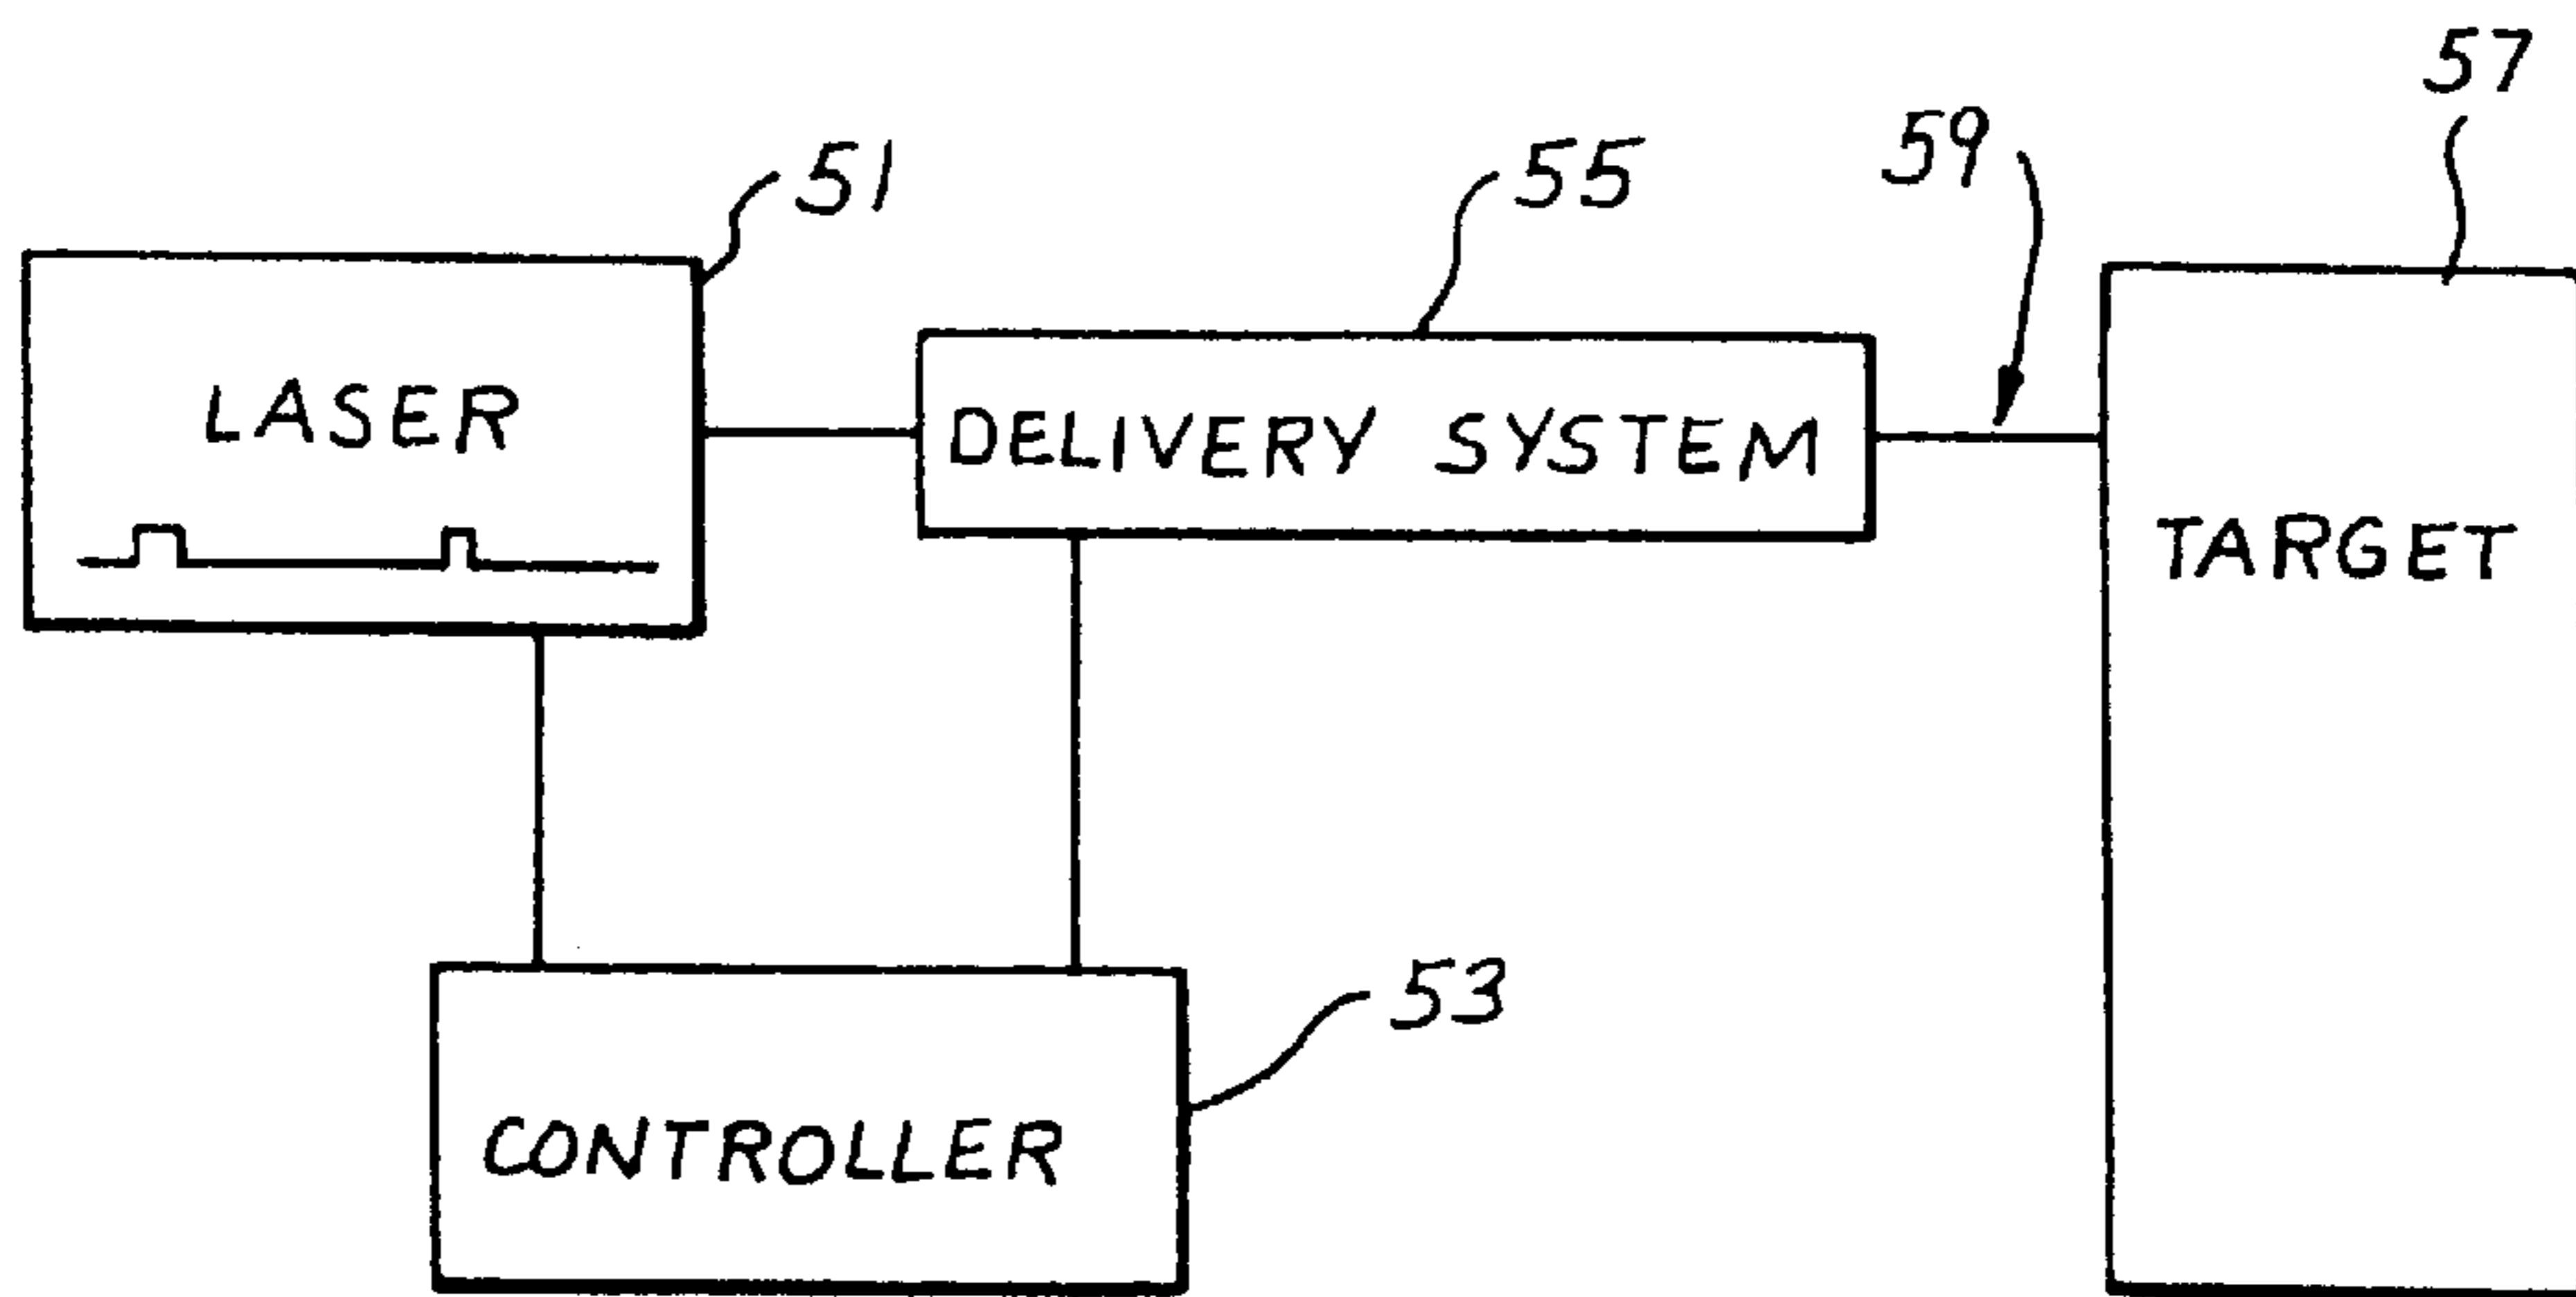 57
59
55
51
LASER
DELIVERY SYSTEM
TARGET
53
CONTROLLER